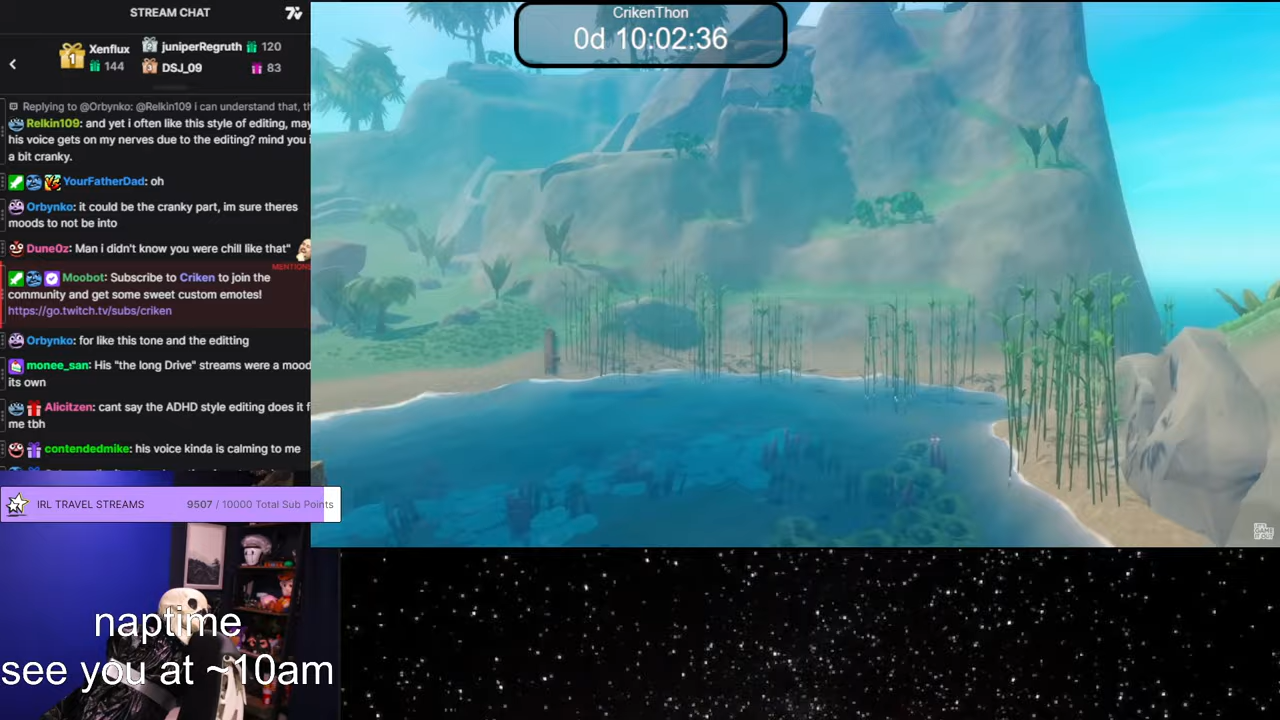 STREAM CHAT
Xenflux
144
juniperRegruth 120
DSJ_09 83
Replying to @Orbynko: @Relkin109 i can understand that,
Relkin109: and yet i often like this style of editing,
his voice gets on my nerves due to the editing? mind you
a bit cranky.
YourFatherDad: oh
Orbynko: it could be the cranky part, im sure theres
moods to not be into
Dune0z: Man i didn't know you were chill like that"
MENTIONS
Moobot: Subscribe to Criken to join the
community and get some sweet custom emotes!
https://go.twitch.tv/subs/criken
Orbynko: for like this tone and the editting
monee_san: His "the long Drive" streams were a mood
its own
Alicitzen: cant say the ADHD style editing does it
me tbh
contendedmike: his voice kinda is calming to me
IRL TRAVEL STREAMS 9507 / 10000 Total Sub Points
naptime
see you at ~10am
CrikenThon
0d 10:02:36